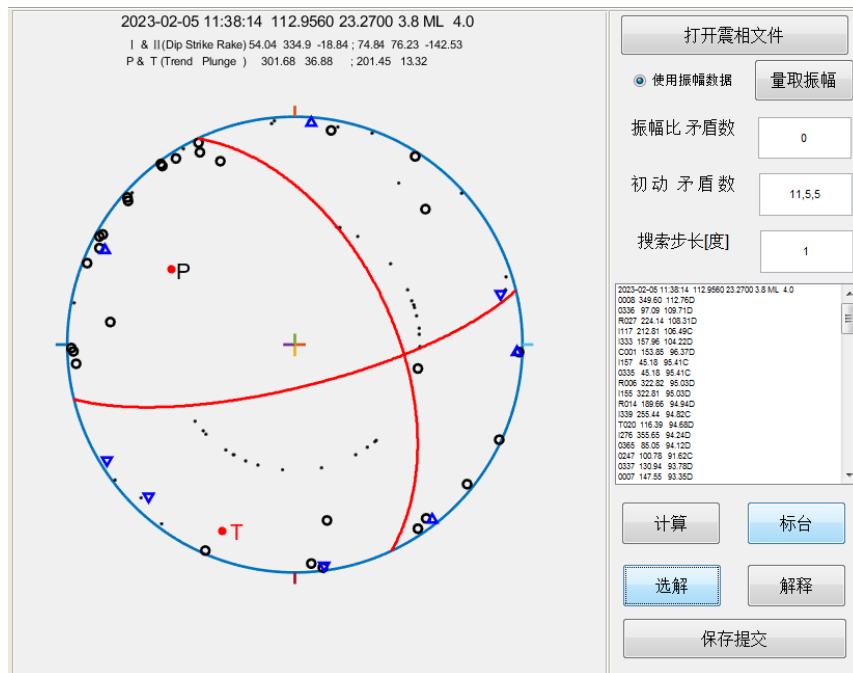 2023-02-05 11:38:14 112.9560 23.2700 3.8 ML 4.0
I & II(Dip Strike Rake) 54.04 334.9 -18.84 ; 74.84 76.23 -142.53
P & T (Trend Plunge ) 301.68 36.88 ; 201.45 13.32
P
T
打开震相文件
使用振幅数据
量取振幅
振幅比 矛盾数
0
初 动 矛 盾 数
11,5,5
搜索步长[度]
1
2023-02-05 11:38:14 112.9560 23.2700 3.8 ML 4.0
0008 349.60 112.76D
0336 97.09 109.71D
R027 224.14 108.31D
I117 212.81 106.49C
I333 157.96 104.22D
C001 153.85 96.37D
I157 45.18 95.41C
0335 45.18 95.41C
R006 322.82 95.03D
I155 322.81 95.03D
R014 189.66 94.94D
I339 255.44 94.82C
T020 116.39 94.68D
I276 355.65 94.24D
0365 85.05 94.12D
0247 100.78 91.62C
0337 130.94 93.78D
0007 147.55 93.35D
计算
标台
选解
解释
保存提交